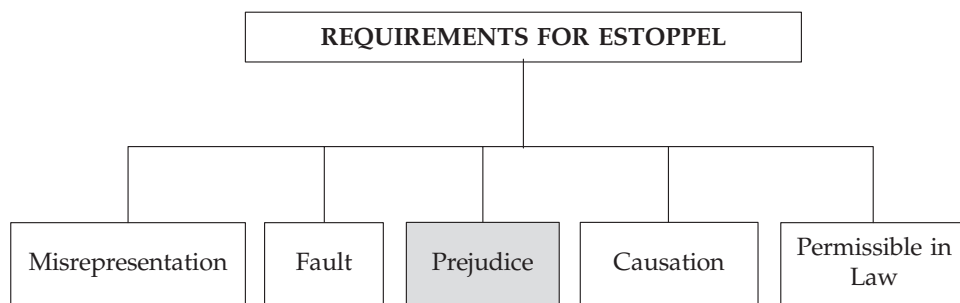 REQUIREMENTS FOR ESTOPPEL
Misrepresentation
Fault
Prejudice
Causation
Permissible in
Law